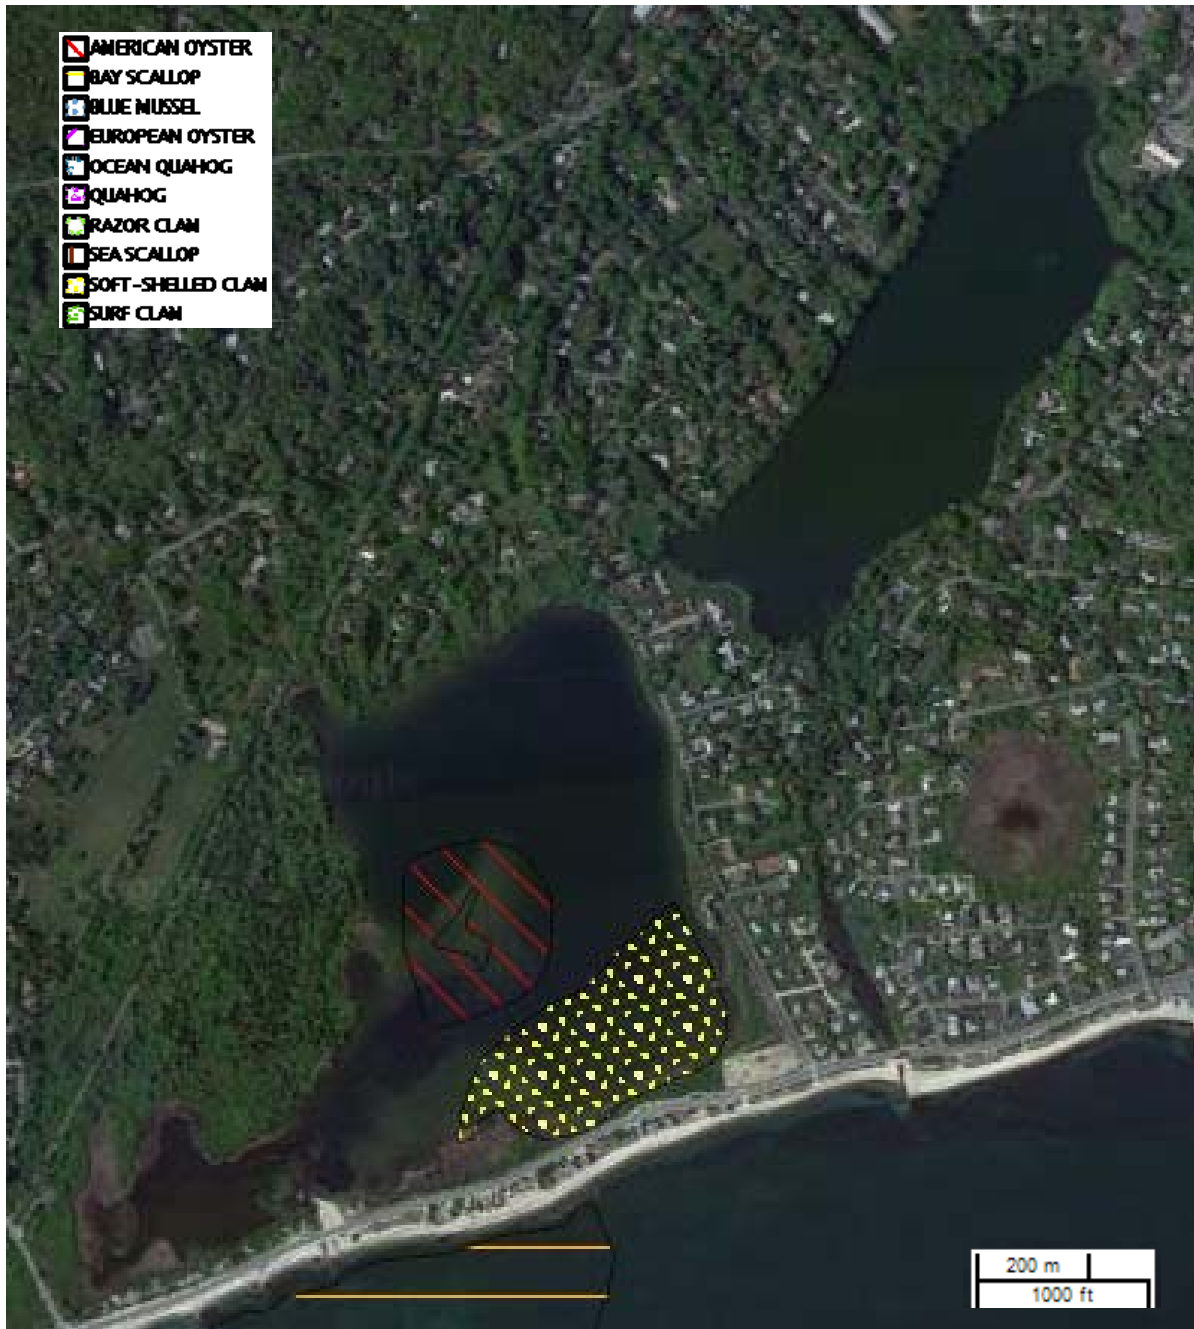 AMERICAN OYSTER
BAY SCALLOP
BLUE MUSSEL
EUROPEAN OYSTER
OCEAN QUAHOG
QUAHOG
RAZOR CLAM
SEA SCALLOP
SOFT-SHELLED CLAM
SURF CLAM
200 m
1000 ft